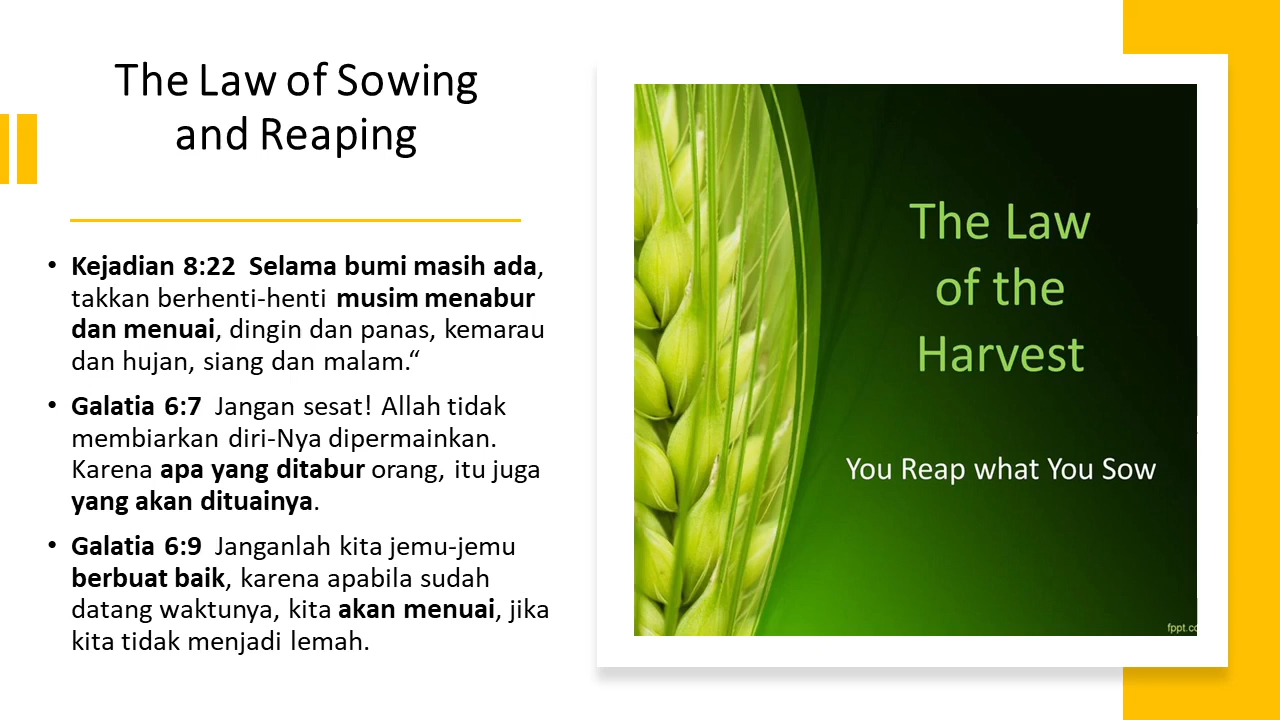 The Law of Sowing
and Reaping
• Kejadian 8:22  Selama bumi masih ada,
takkan berhenti-henti musim menabur
dan menuai, dingin dan panas, kemarau
dan hujan, siang dan malam.“
• Galatia 6:7  Jangan sesat! Allah tidak
membiarkan diri-Nya dipermainkan.
Karena apa yang ditabur orang, itu juga
yang akan dituainya.
• Galatia 6:9  Janganlah kita jemu-jemu
berbuat baik, karena apabila sudah
datang waktunya, kita akan menuai, jika
kita tidak menjadi lemah.
The Law
of the
Harvest
You Reap what You Sow
fppt.co